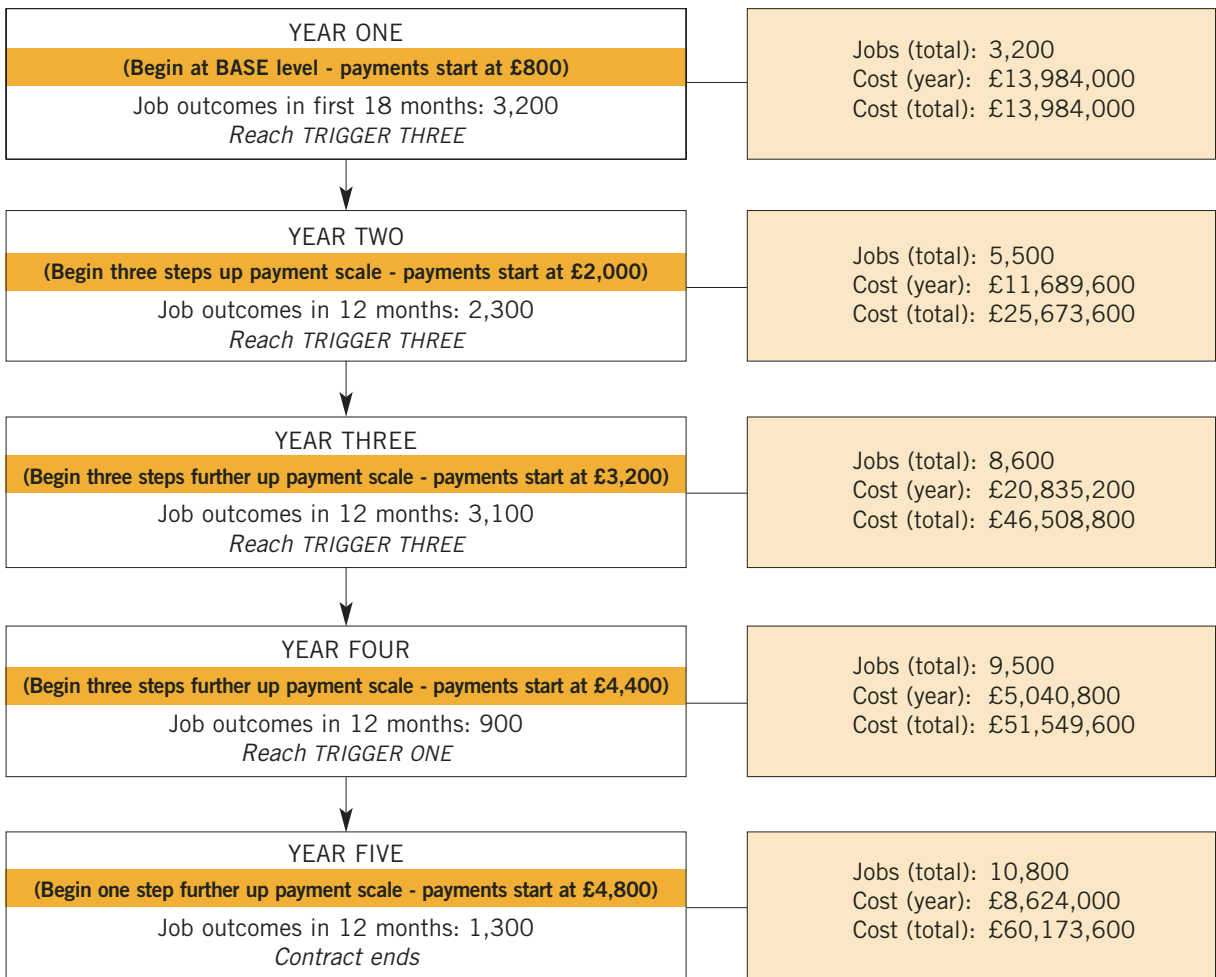 YEAR ONE
(Begin at BASE level - payments start at £800)
Job outcomes in first 18 months: 3,200
Reach TRIGGER THREE
Jobs (total): 3,200
Cost (year): £13,984,000
Cost (total): £13,984,000
YEAR TWO
(Begin three steps up payment scale - payments start at £2,000)
Job outcomes in 12 months: 2,300
Reach TRIGGER THREE
Jobs (total): 5,500
Cost (year): £11,689,600
Cost (total): £25,673,600
YEAR THREE
(Begin three steps further up payment scale - payments start at £3,200)
Job outcomes in 12 months: 3,100
Reach TRIGGER THREE
Jobs (total): 8,600
Cost (year): £20,835,200
Cost (total): £46,508,800
YEAR FOUR
(Begin three steps further up payment scale - payments start at £4,400)
Job outcomes in 12 months: 900
Reach TRIGGER ONE
Jobs (total): 9,500
Cost (year): £5,040,800
Cost (total): £51,549,600
YEAR FIVE
(Begin one step further up payment scale - payments start at £4,800)
Job outcomes in 12 months: 1,300
Contract ends
Jobs (total): 10,800
Cost (year): £8,624,000
Cost (total): £60,173,600